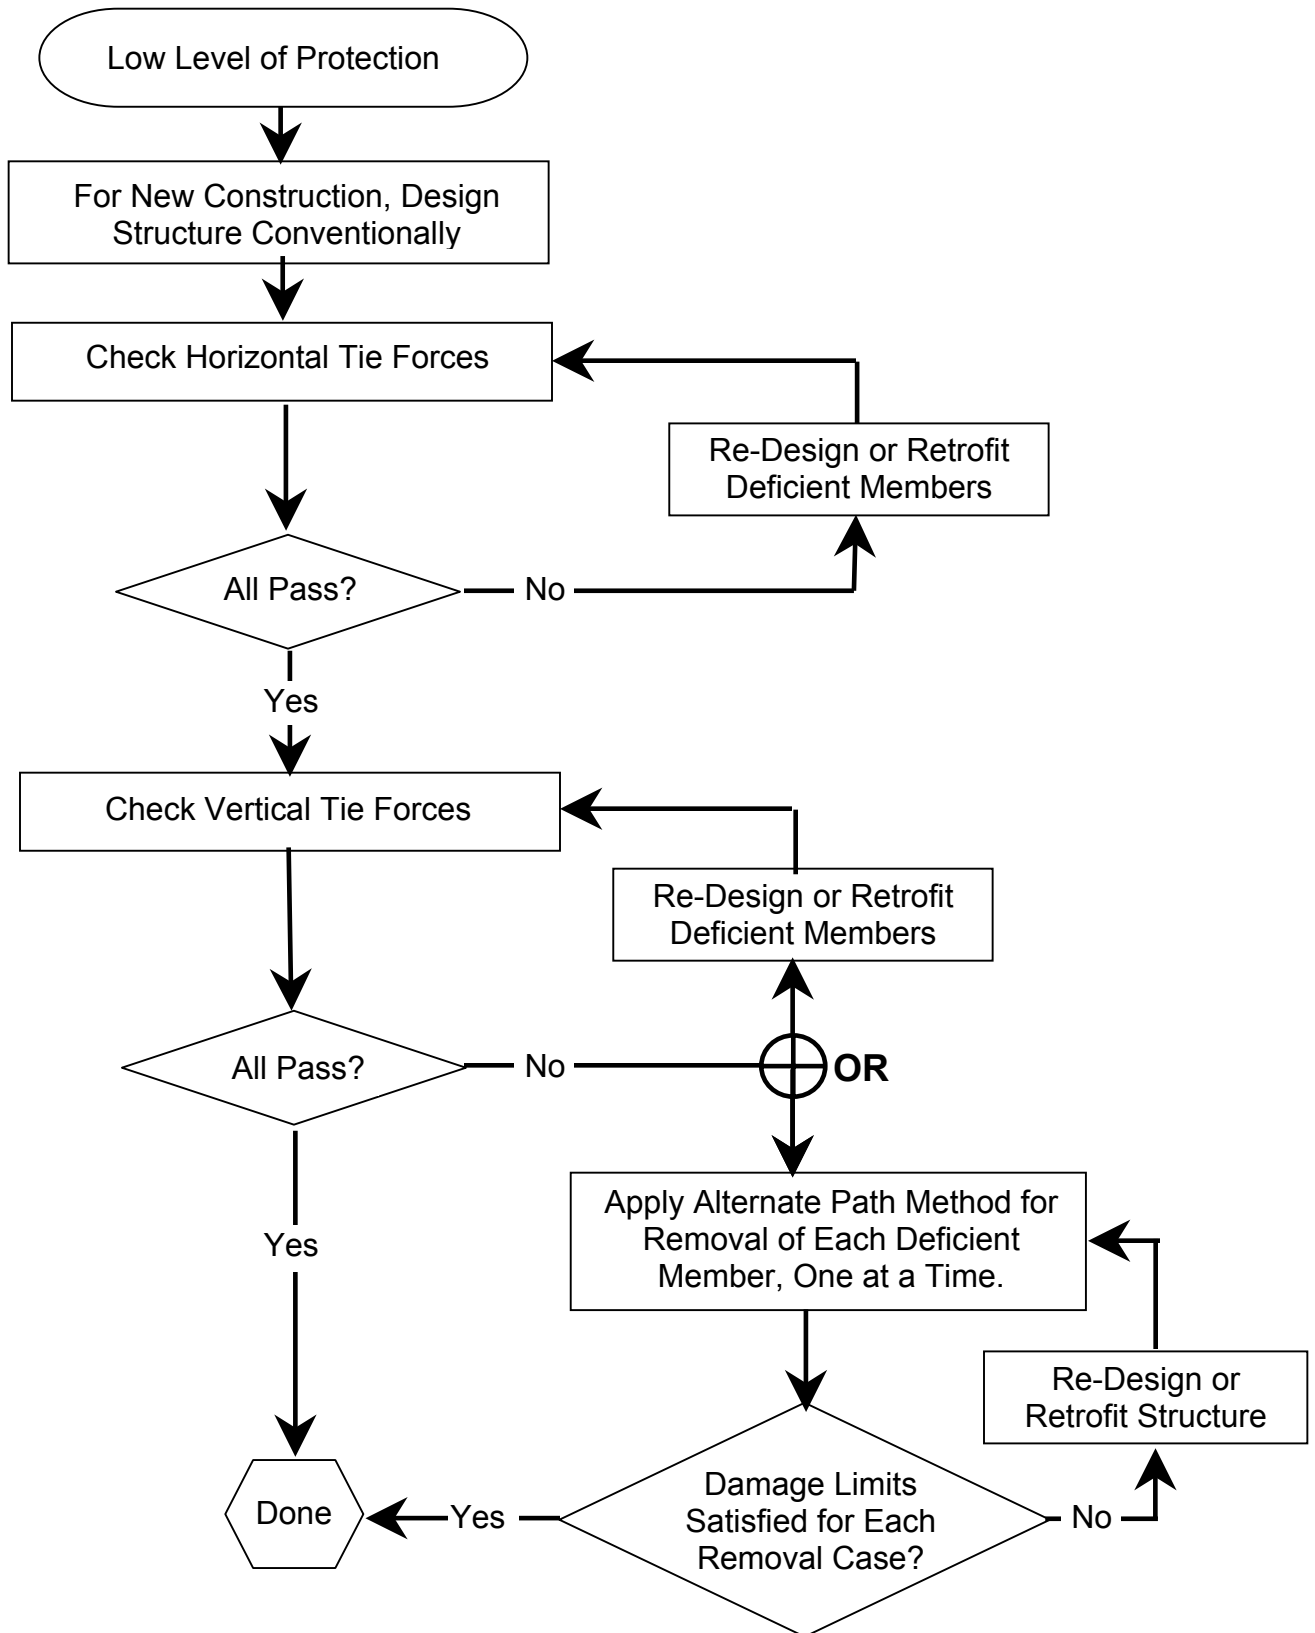 Low Level of Protection
For New Construction, Design
Structure Conventionally
Check Horizontal Tie Forces
Re-Design or Retrofit
Deficient Members
All Pass?
No
Yes
Check Vertical Tie Forces
Re-Design or Retrofit
Deficient Members
All Pass?
No
OR
Apply Alternate Path Method for
Removal of Each Deficient
Member, One at a Time.
Yes
Re-Design or
Retrofit Structure
Damage Limits
Satisfied for Each
Removal Case?
Done
Yes
No